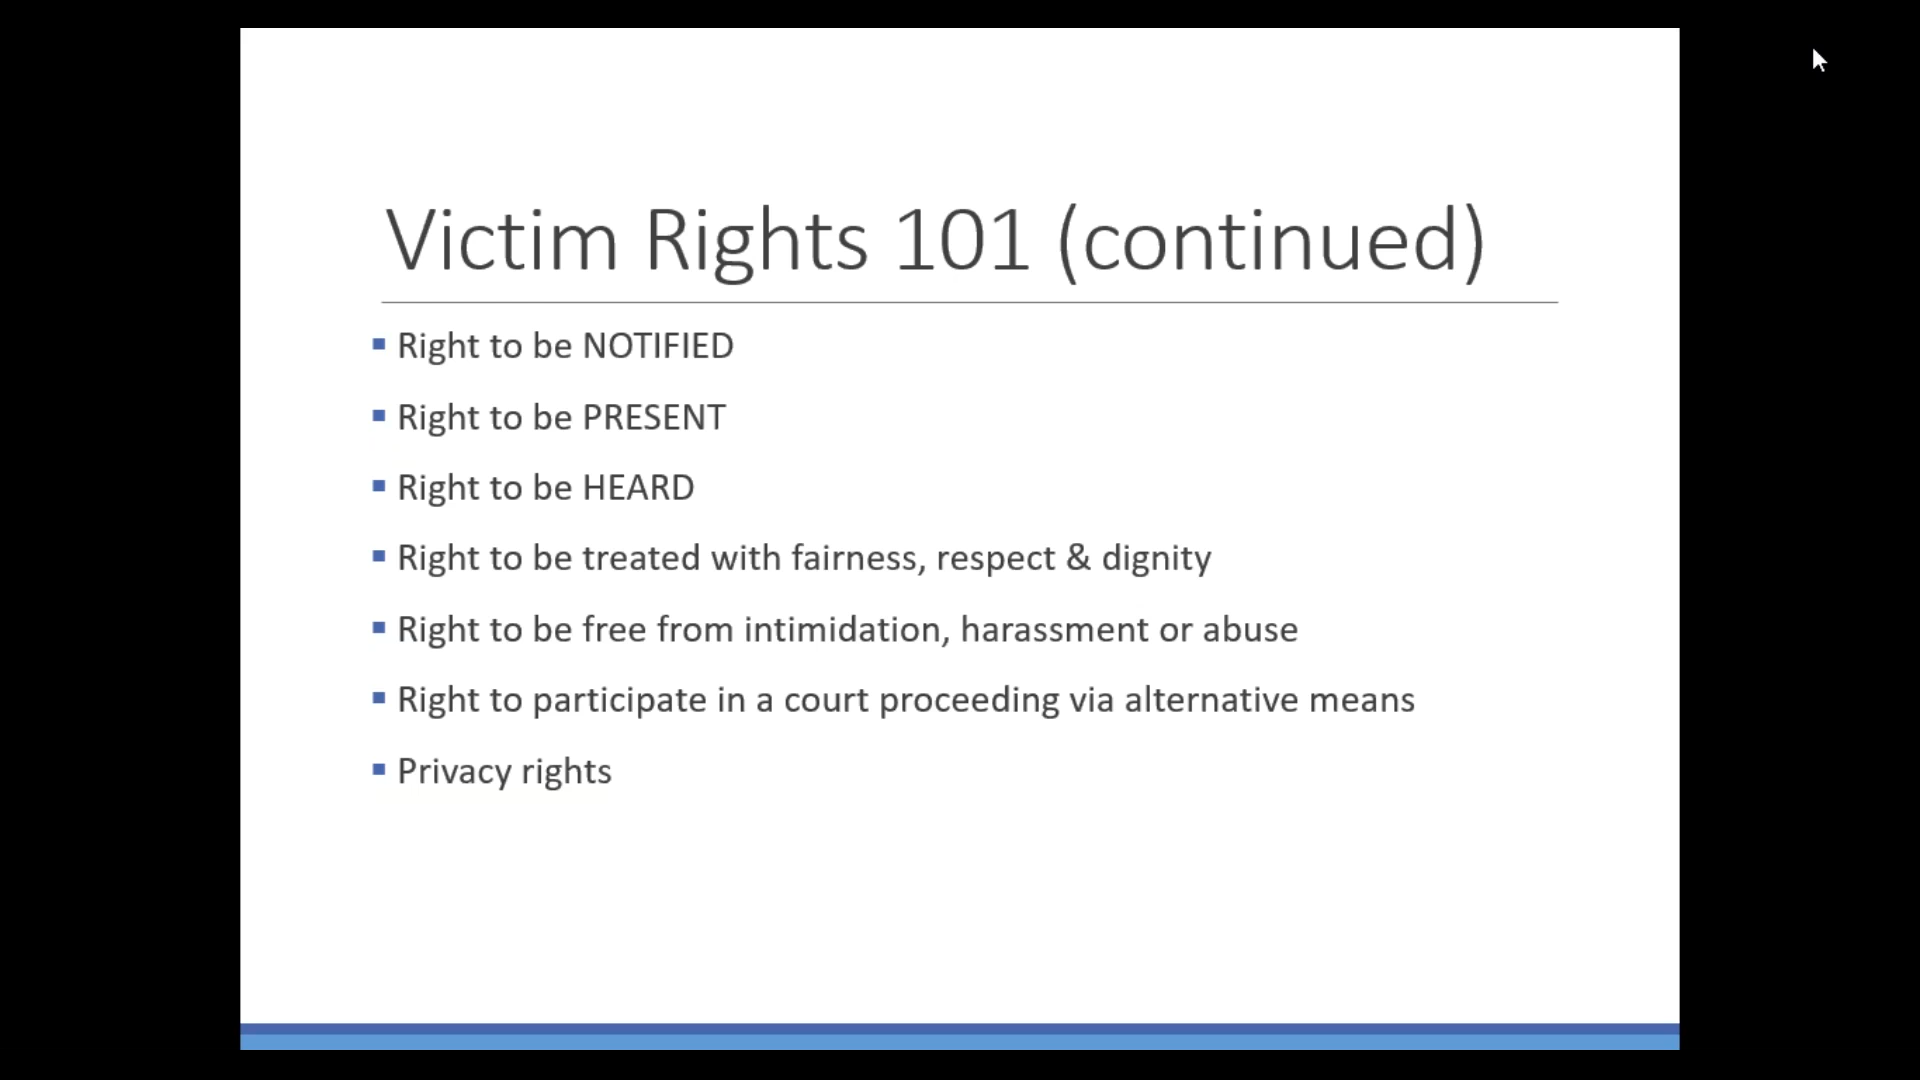 Victim Rights 101 (continued)
Right to be NOTIFIED
Right to be PRESENT
Right to be HEARD
Right to be treated with fairness, respect & dignity
Right to be free from intimidation, harassment or abuse
Right to participate in a court proceeding via alternative means
Privacy rights